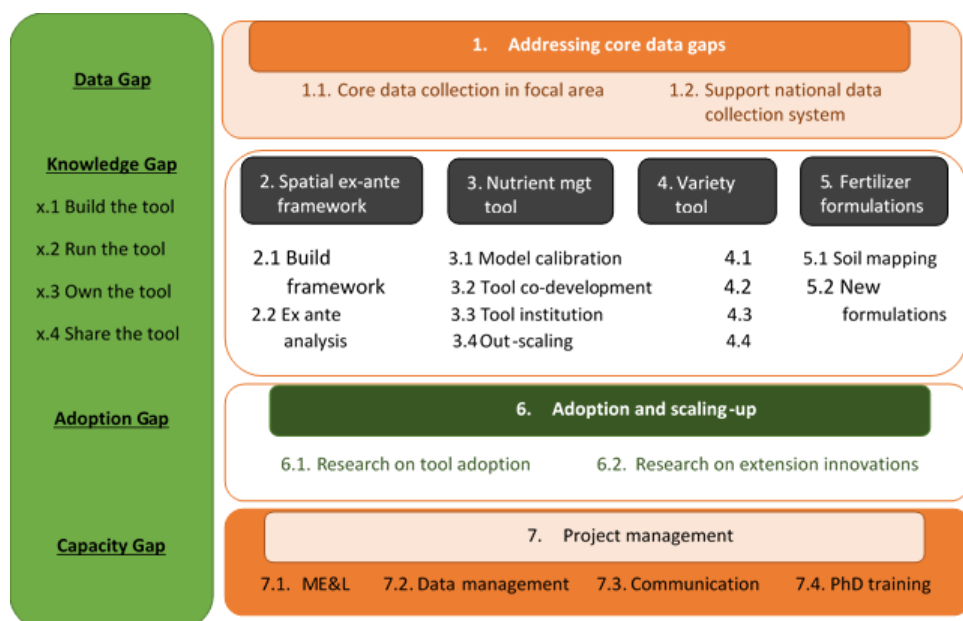 Data Gap
Knowledge Gap
x.1 Build the tool
x.2 Run the tool
x.3 Own the tool
x.4 Share the tool
Adoption Gap
Capacity Gap
1. Addressing core data gaps
1.1. Core data collection in focal area
1.2. Support national data
collection system
2. Spatial ex-ante
framework
2.1 Build
framework
2.2 Ex ante
analysis
3. Nutrient mgt
tool
3.1 Model calibration
3.2 Tool co-development
3.3 Tool institution
3.4 Out-scaling
4. Variety
tool
4.1
4.2
4.3
4.4
5. Fertilizer
formulations
5.1 Soil mapping
5.2 New
formulations
6. Adoption and scaling-up
6.1. Research on tool adoption
6.2. Research on extension innovations
7. Project management
7.1. ME&L
7.2. Data management
7.3. Communication
7.4. PhD training